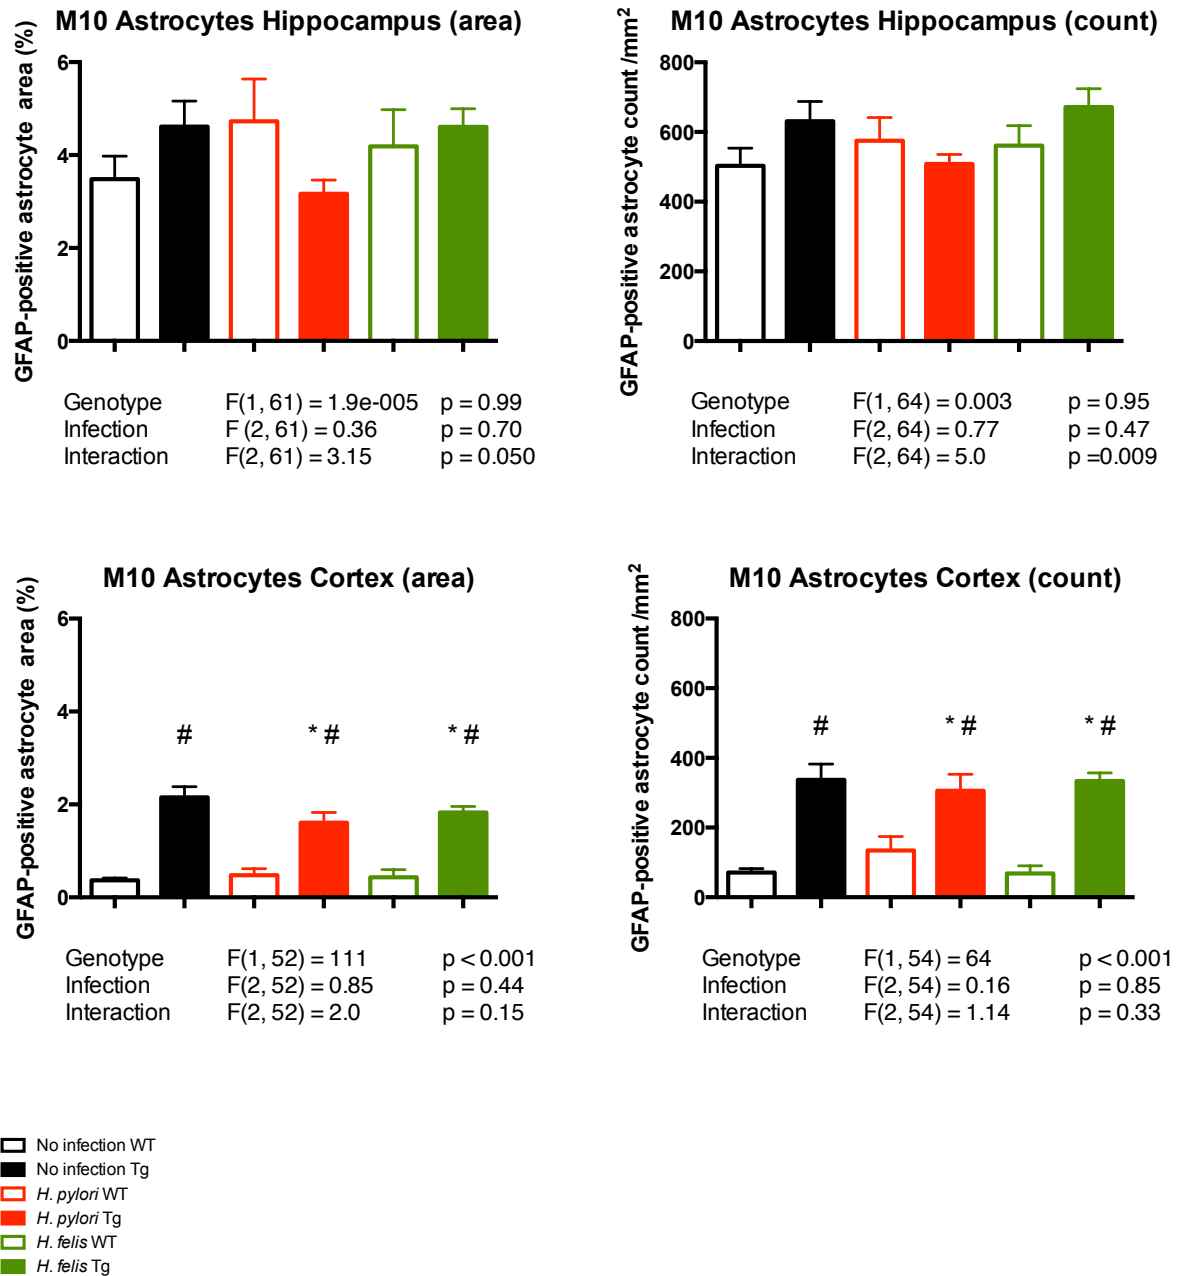 M10 Astrocytes Hippocampus (area)
GFAP-positive astrocyte area (%)
6
4
2
0
Genotype F(1, 61) = 1.9e-005 p = 0.99
Infection F (2, 61) = 0.36 p = 0.70
Interaction F(2, 61) = 3.15 p = 0.050
M10 Astrocytes Hippocampus (count)
GFAP-positive astrocyte count /mm²
800
600
400
200
0
Genotype F(1, 64) = 0.003 p = 0.95
Infection F(2, 64) = 0.77 p = 0.47
Interaction F(2, 64) = 5.0 p =0.009
M10 Astrocytes Cortex (area)
GFAP-positive astrocyte area (%)
6
4
2
0
# * # * #
Genotype F(1, 52) = 111 p < 0.001
Infection F(2, 52) = 0.85 p = 0.44
Interaction F(2, 52) = 2.0 p = 0.15
M10 Astrocytes Cortex (count)
GFAP-positive astrocyte count /mm²
800
600
400
200
0
# * # * #
Genotype F(1, 54) = 64 p < 0.001
Infection F(2, 54) = 0.16 p = 0.85
Interaction F(2, 54) = 1.14 p = 0.33
No infection WT
No infection Tg
H. pylori WT
H. pylori Tg
H. felis WT
H. felis Tg